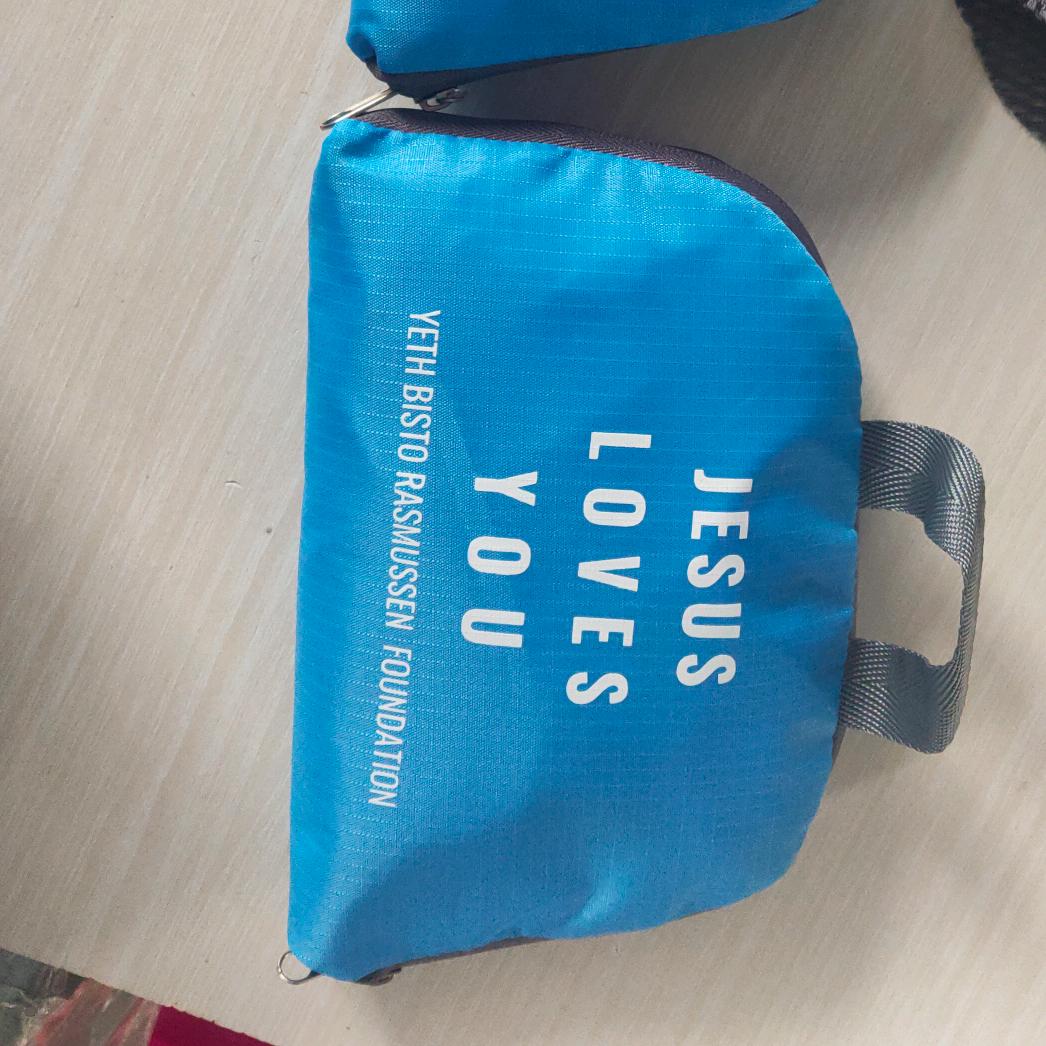 JESUS
LOVES
YOU
YETH BISTO RASMUSSEN FOUNDATION